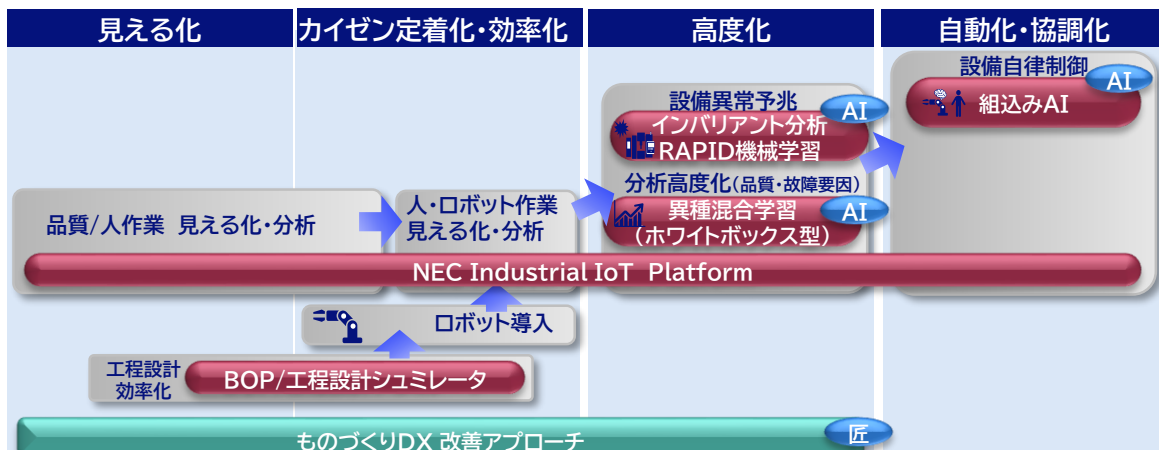 見える化
カイゼン定着化・効率化
高度化
自動化・協調化
設備自律制御
AI
組込みAI
設備異常予兆
AI
インバリアント分析
RAPID機械学習
分析高度化(品質・故障要因)
AI
異種混合学習
(ホワイトボックス型)
品質/人作業 見える化・分析
人・ロボット作業
見える化・分析
NEC Industrial IoT Platform
ロボット導入
工程設計
効率化
BOP/工程設計シュミレータ
ものづくりDX 改善アプローチ
匠